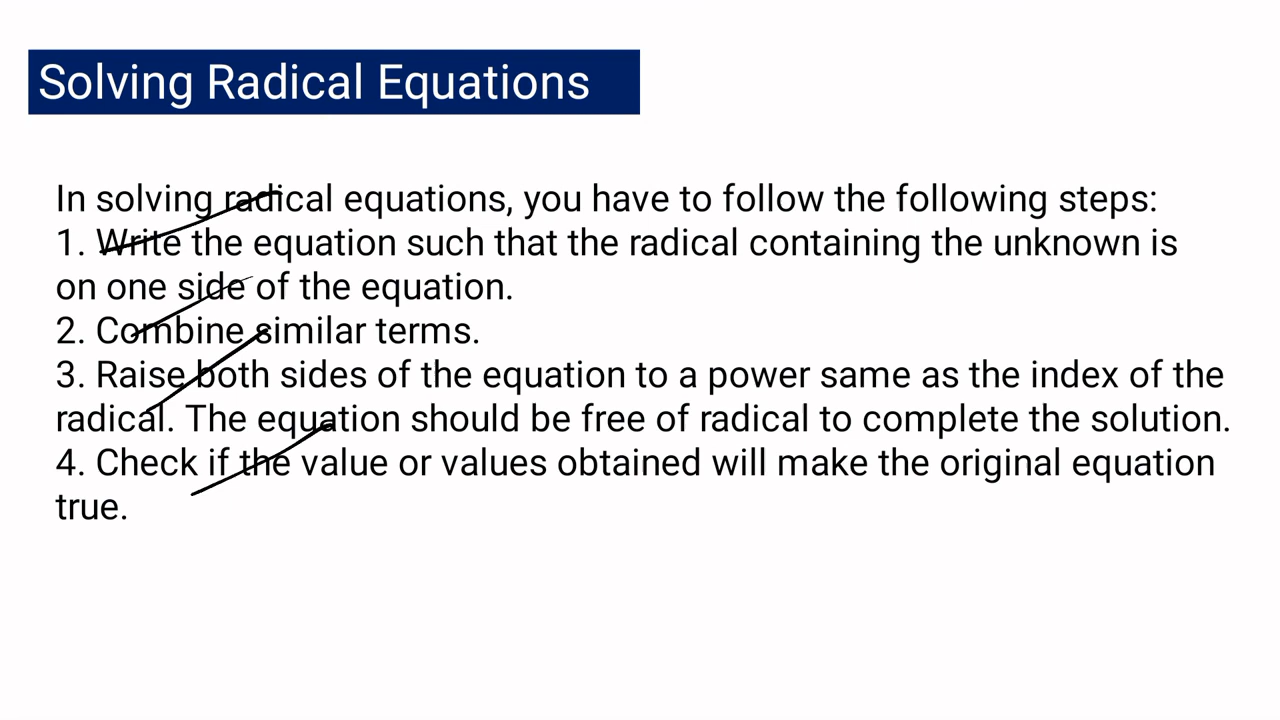 Solving Radical Equations
In solving radical equations, you have to follow the following steps:
1. Write the equation such that the radical containing the unknown is
on one side of the equation.
2. Combine similar terms.
3. Raise both sides of the equation to a power same as the index of the
radical. The equation should be free of radical to complete the solution.
4. Check if the value or values obtained will make the original equation
true.